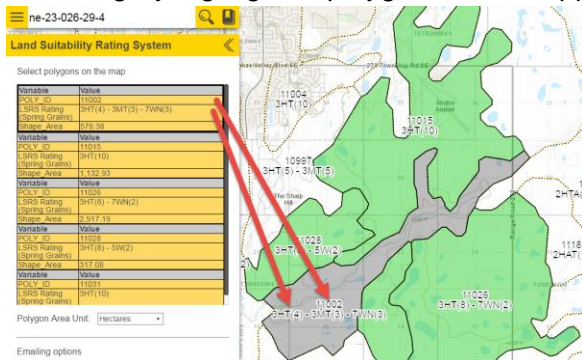 ne-23-026-29-4
Land Suitability Rating System
Select polygons on the map
Variable Value
POLY_ID 11002
LSRS Rating (Spring Grains) 3HT(4) - 3MT(3) - 7WN(3)
Shape_Area 578.38
Variable Value
POLY_ID 11015
LSRS Rating (Spring Grains) 3HT(10)
Shape_Area 1,132.93
Variable Value
POLY_ID 11026
LSRS Rating (Spring Grains) 3HT(8) - 7WN(2)
Shape_Area 2,917.19
Variable Value
POLY_ID 11028
LSRS Rating (Spring Grains) 3HT(8) - 5W(2)
Shape_Area 317.08
Variable Value
POLY_ID 11031
LSRS Rating (Spring Grains) 3HT(10)
Polygon Area Unit: Hectares
Emailing options
11004
3HT(10)
Airdrie
Airport
11015
3HT(10)
10997
3HT(5) - 3MT(5)
The Sharp
Hill
2HTA(
1118
2HAT(
11028
5W(2)
11002
3HT(4) - 3MT(3) - 7WN(3)
11026
3HT(8) - 7WN(2)